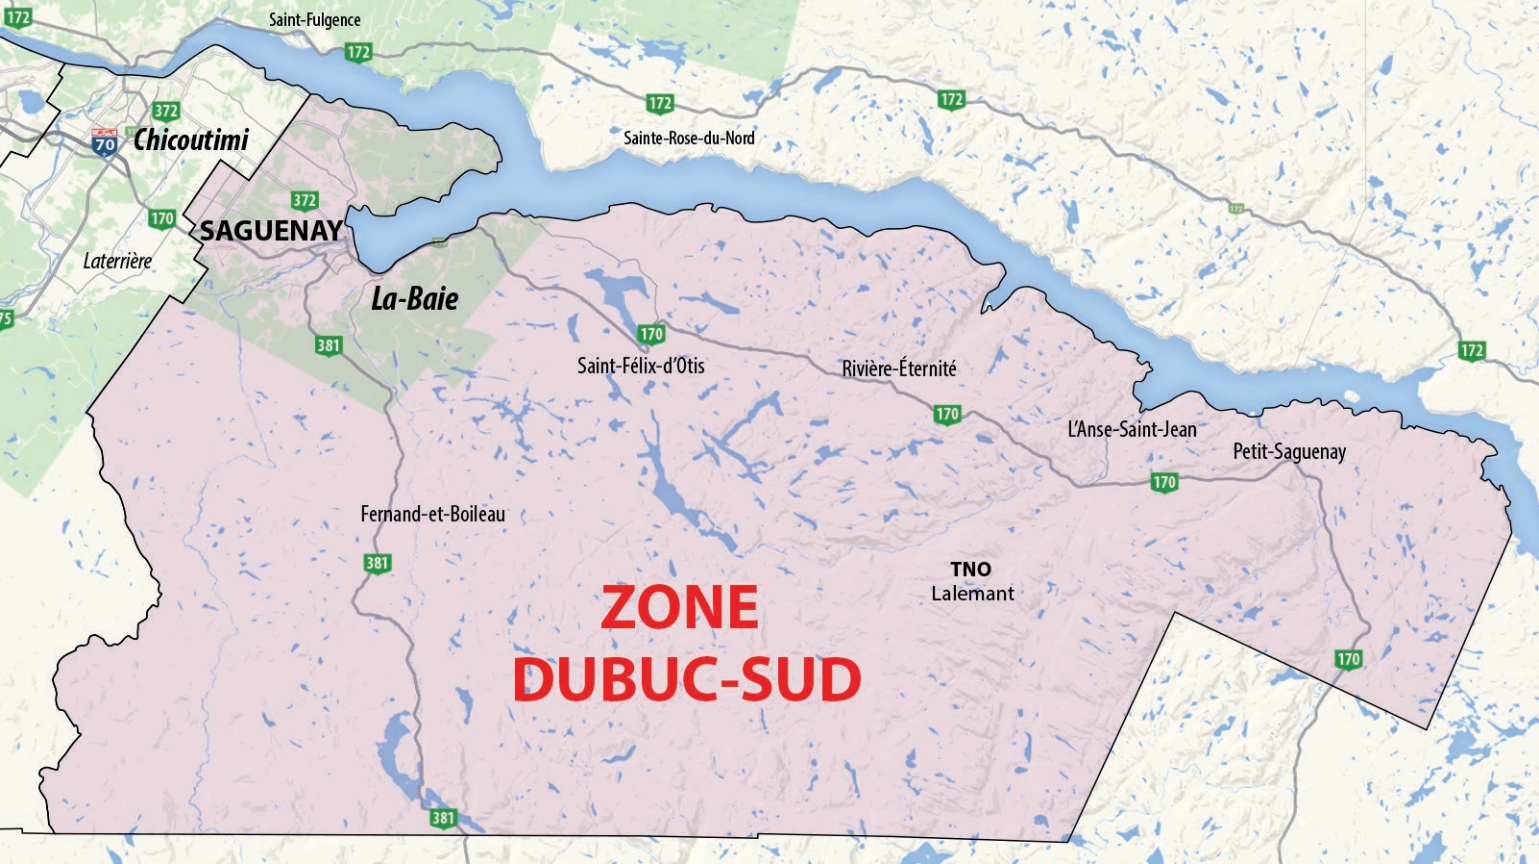 172
Saint-Fulgence
172
172
172
372
Chicoutimi
70
Sainte-Rose-du-Nord
372
172
170
SAGUENAY
Laterrière
La-Baie
75
381
170
172
Saint-Félix-d'Otis
Rivière-Éternité
170
L'Anse-Saint-Jean
Petit-Saguenay
170
Fernand-et-Boileau
381
TNO
Lalemant
ZONE
DUBUC-SUD
170
381